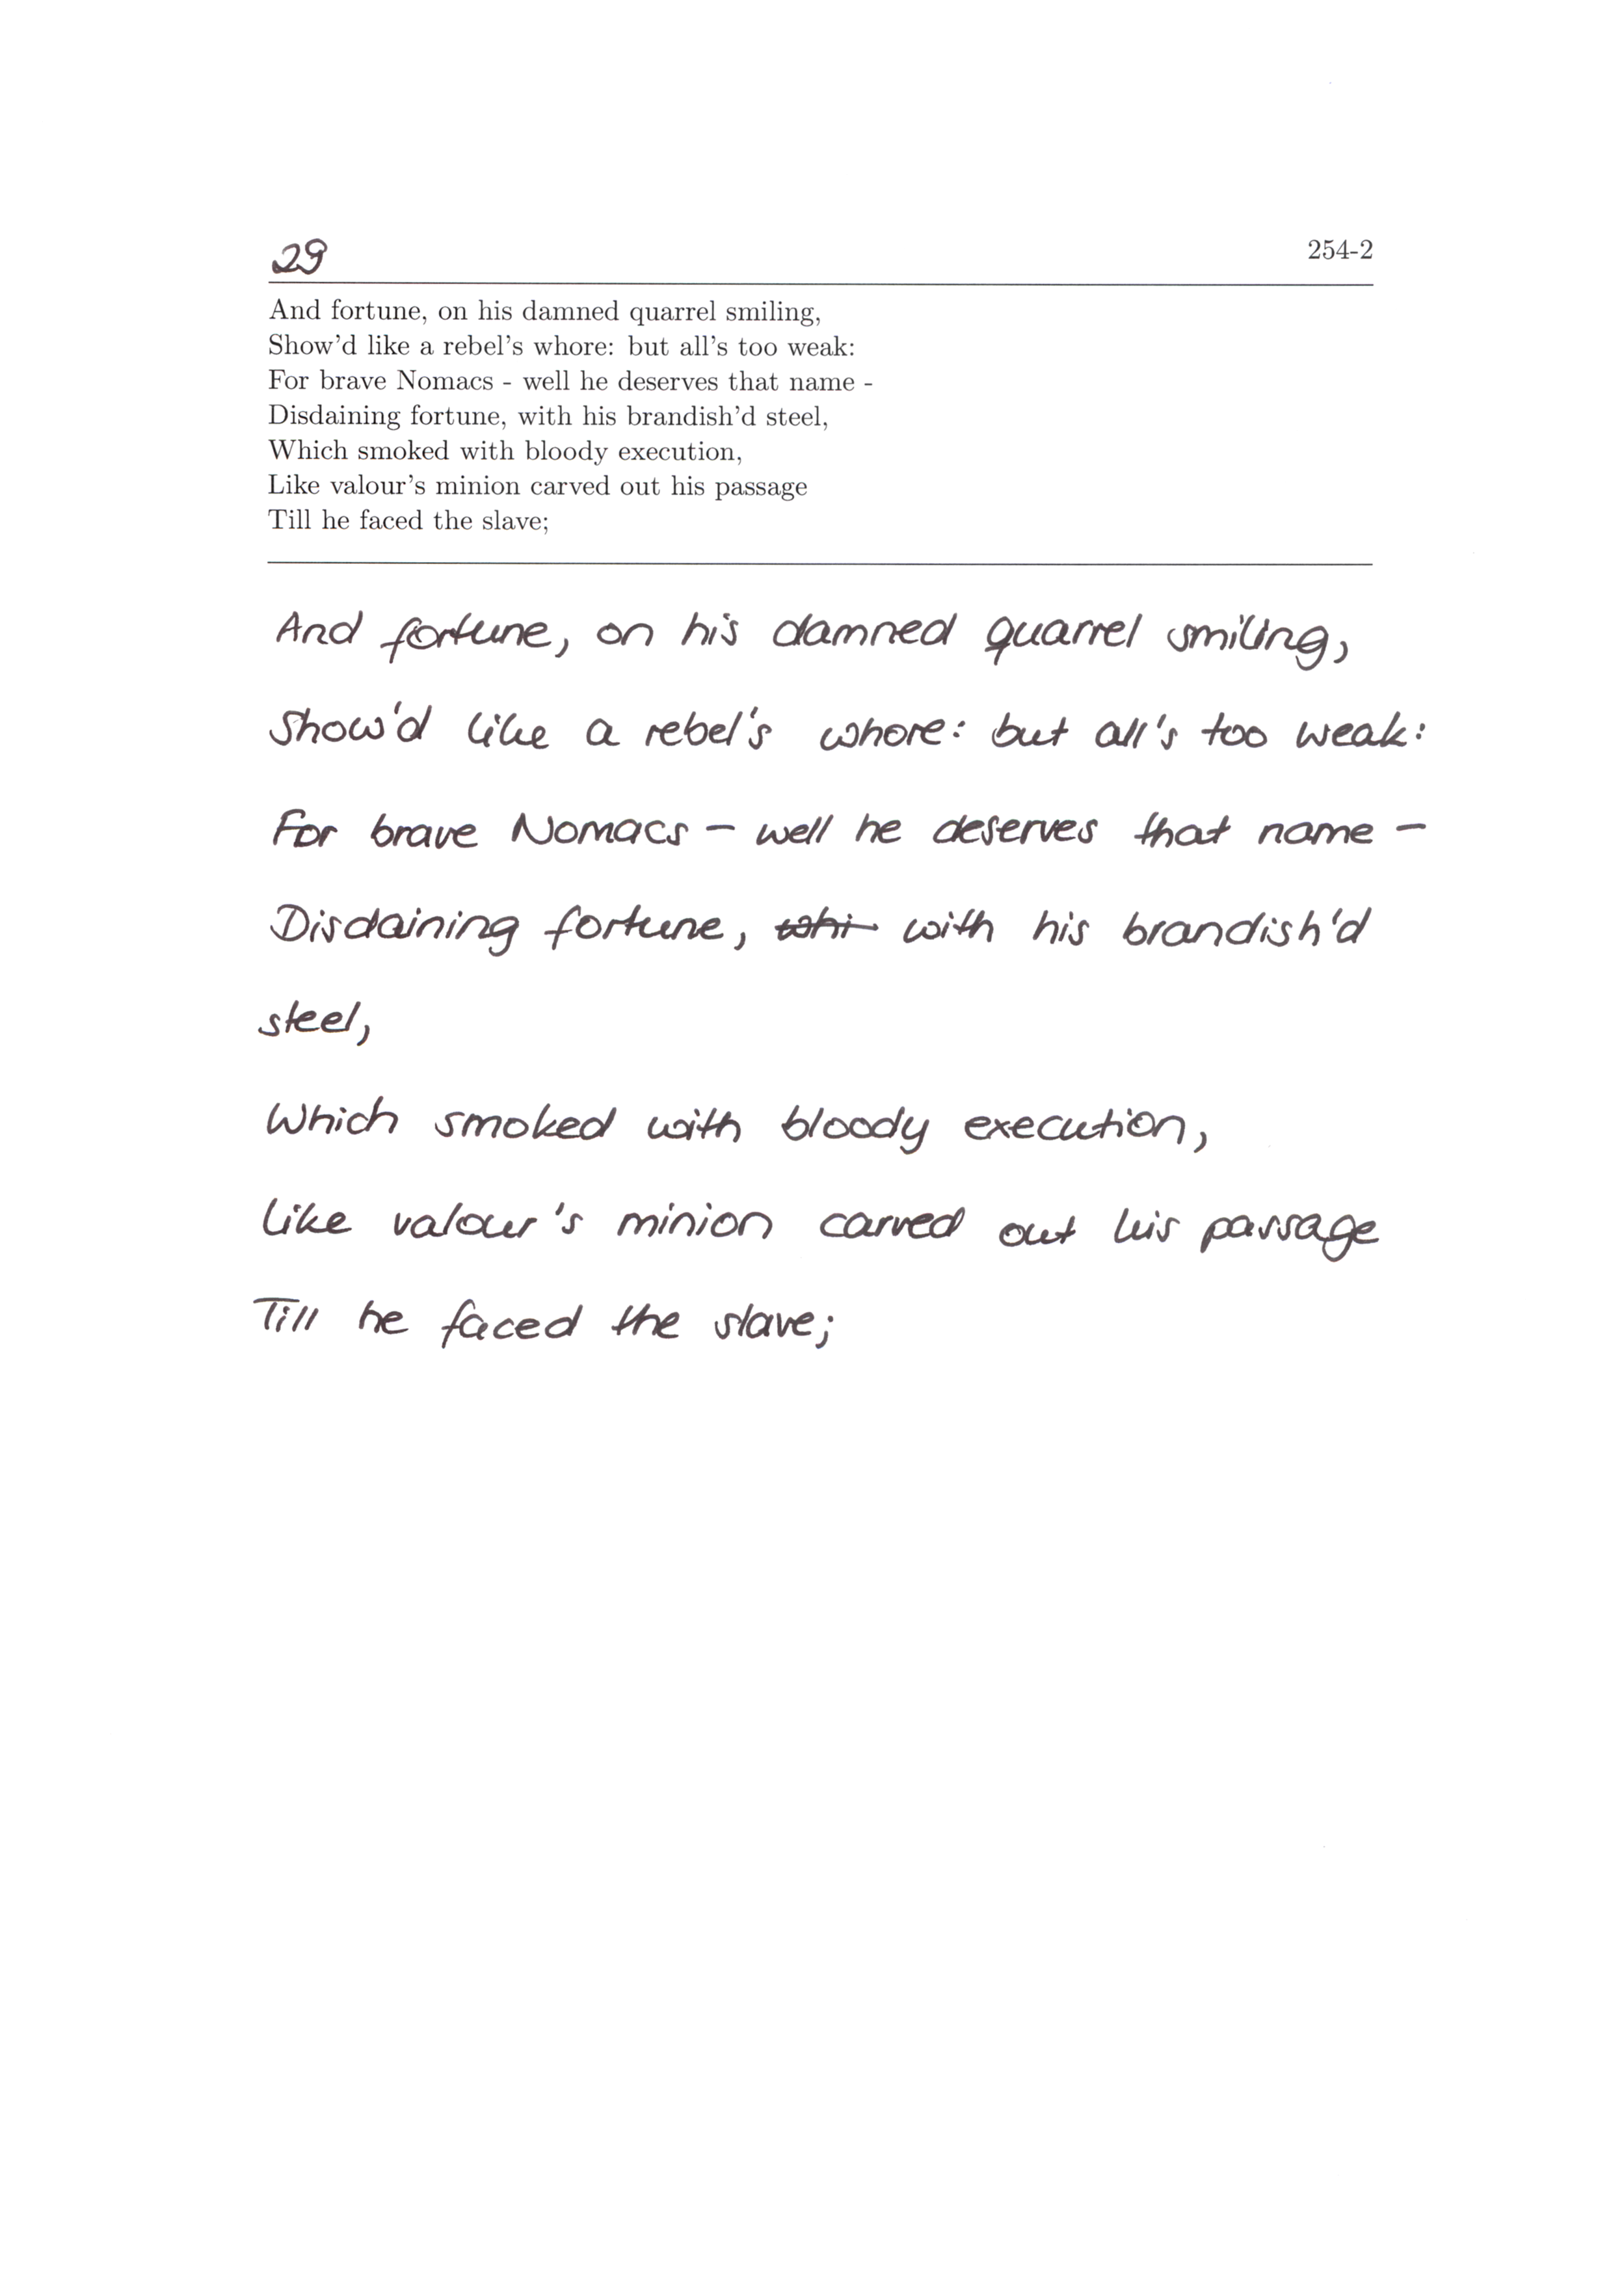 29 254-2
And fortune, on his damned quarrel smiling,
Show'd like a rebel's whore: but all's too weak:
For brave Nomacs - well he deserves that name -
Disdaining fortune, with his brandish'd steel,
Which smoked with bloody execution,
Like valour's minion carved out his passage
Till he faced the slave;
And fortune, on his damned quarrel smiling,
Show'd like a rebel's whore: but all's too weak:
For brave Nomacs - well he deserves that name -
Disdaining fortune, whi with his brandish'd
steel,
Which smoked with bloody execution,
Like valour's minion carved out his passage
Till he faced the slave;